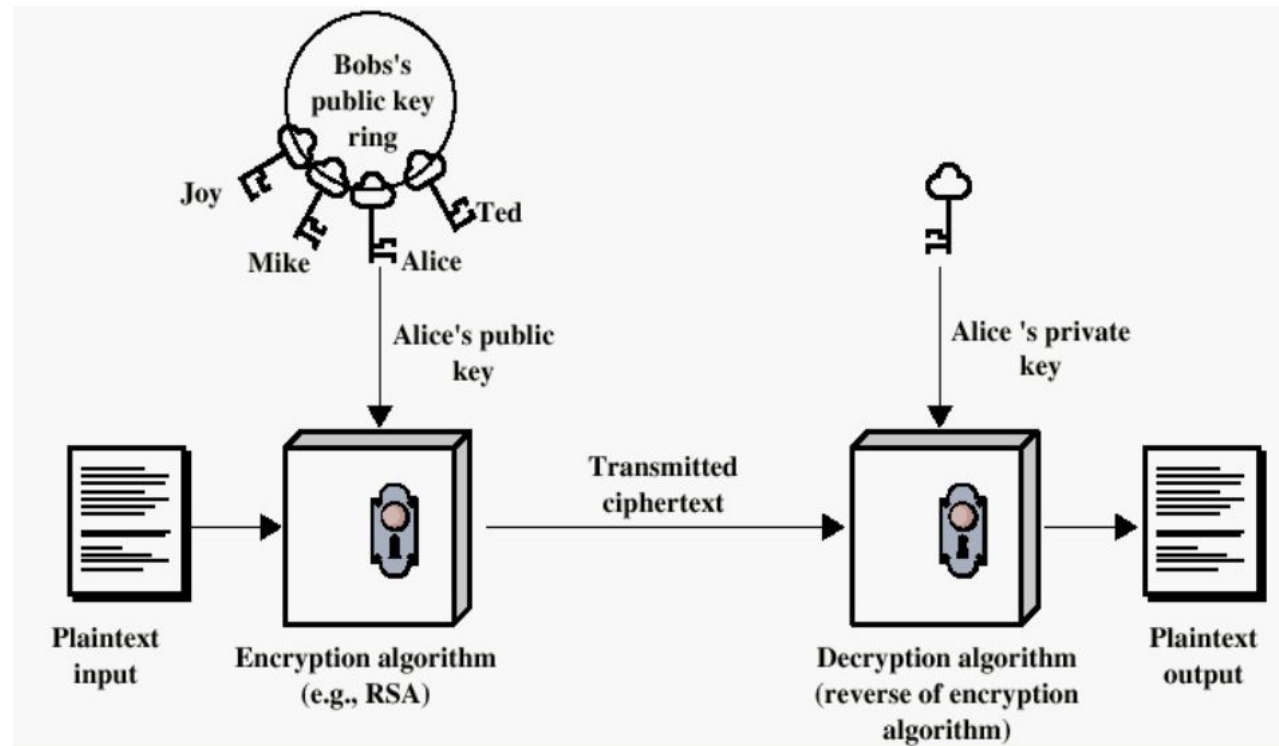 Bobs's
public key
ring
Joy
Ted
Mike
Alice
Alice's public
key
Alice 's private
key
Transmitted
ciphertext
Plaintext
input
Encryption algorithm
(e.g., RSA)
Decryption algorithm
(reverse of encryption
algorithm)
Plaintext
output